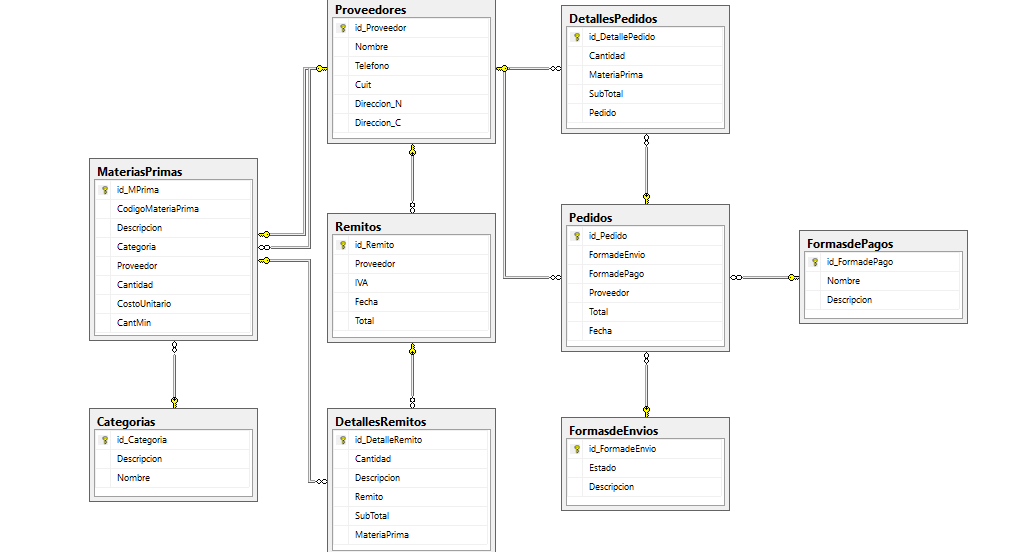 Proveedores
id_Proveedor
Nombre
Telefono
Cuit
Direccion_N
Direccion_C
DetallesPedidos
id_DetallePedido
Cantidad
MateriaPrima
SubTotal
Pedido
MateriasPrimas
id_MPrima
CodigoMateriaPrima
Descripcion
Categoria
Proveedor
Cantidad
CostoUnitario
CantMin
Remitos
id_Remito
Proveedor
IVA
Fecha
Total
Pedidos
id_Pedido
FormadeEnvio
FormadePago
Proveedor
Total
Fecha
FormasdePagos
id_FormadePago
Nombre
Descripcion
Categorias
id_Categoria
Descripcion
Nombre
DetallesRemitos
id_DetalleRemito
Cantidad
Descripcion
Remito
SubTotal
MateriaPrima
FormasdeEnvios
id_FormadeEnvio
Estado
Descripcion